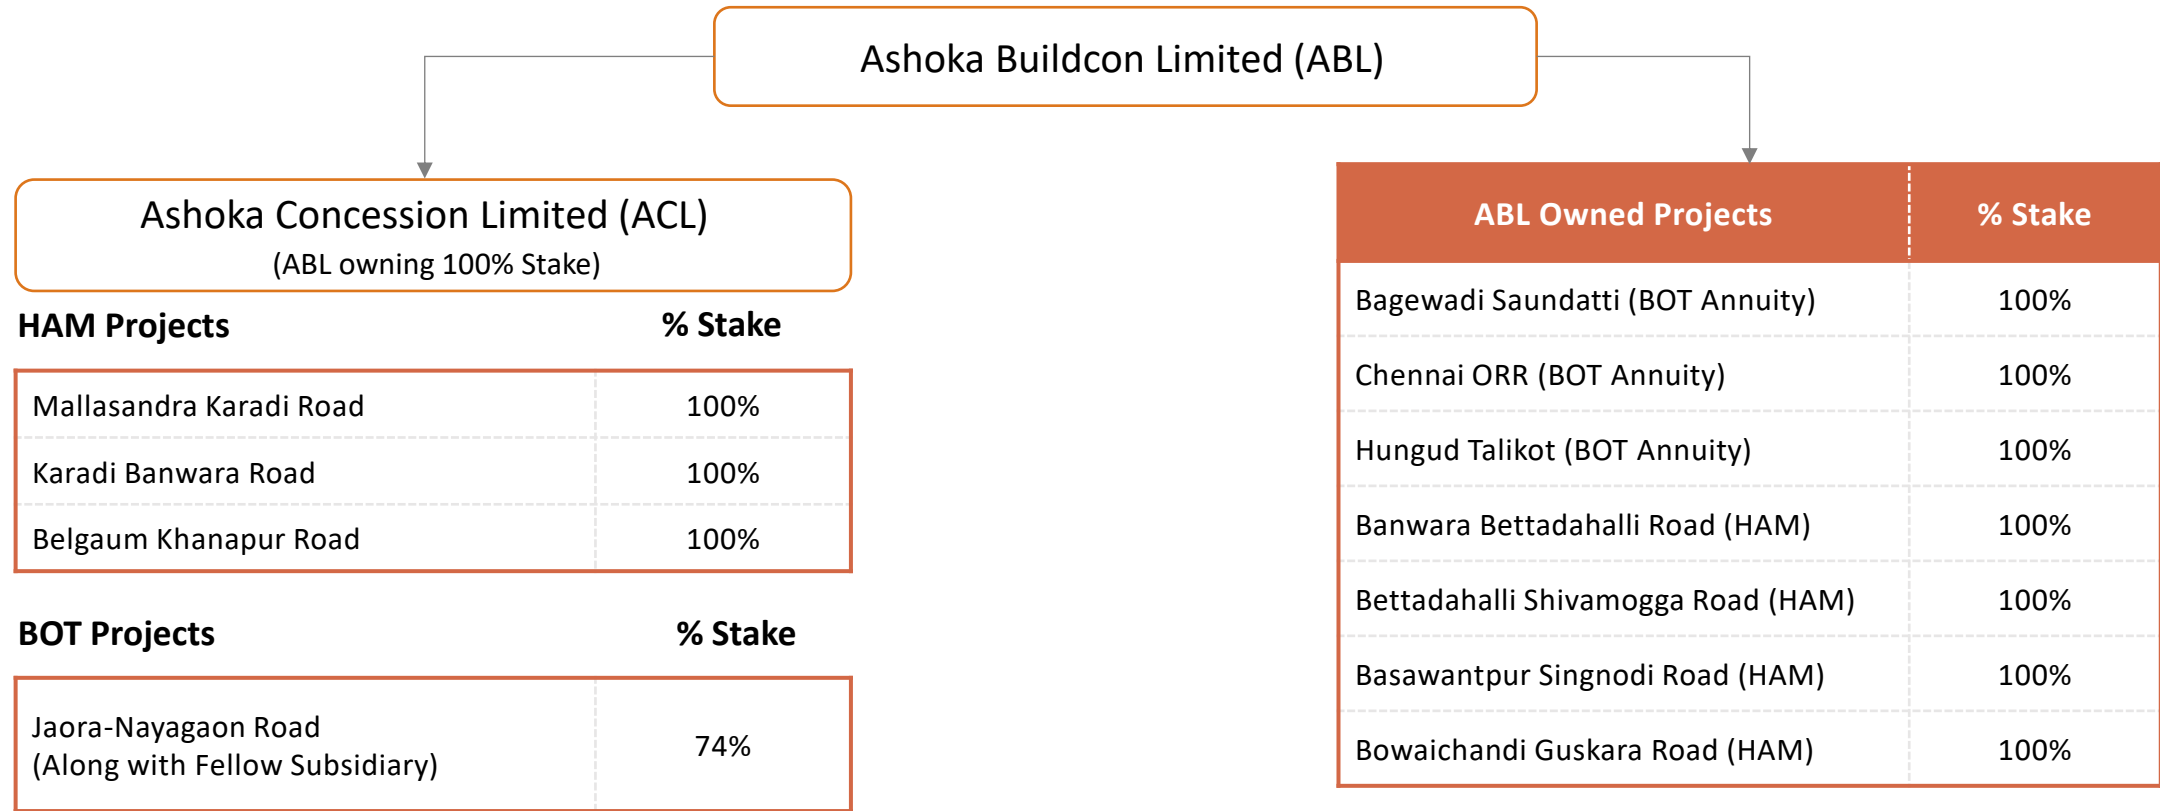 Ashoka Buildcon Limited (ABL)
Ashoka Concession Limited (ACL)
(ABL owning 100% Stake)
HAM Projects % Stake
Mallasandra Karadi Road 100%
Karadi Banwara Road 100%
Belgaum Khanapur Road 100%
BOT Projects % Stake
Jaora-Nayagaon Road
(Along with Fellow Subsidiary) 74%
ABL Owned Projects % Stake
Bagewadi Saundatti (BOT Annuity) 100%
Chennai ORR (BOT Annuity) 100%
Hungud Talikot (BOT Annuity) 100%
Banwara Bettadahalli Road (HAM) 100%
Bettadahalli Shivamogga Road (HAM) 100%
Basawantpur Singnodi Road (HAM) 100%
Bowaichandi Guskara Road (HAM) 100%